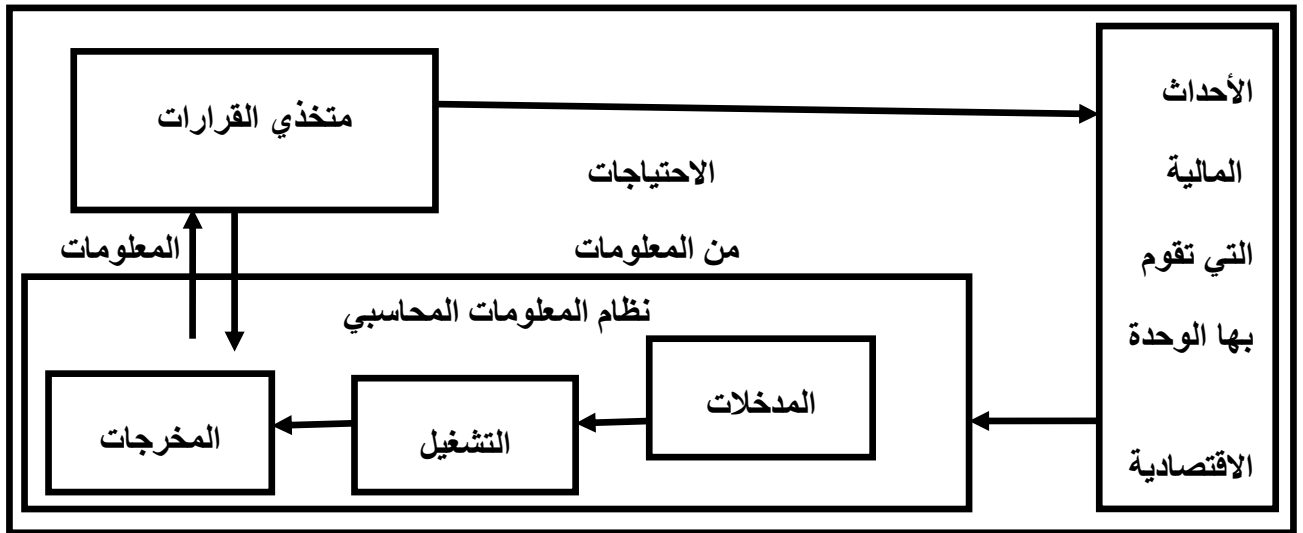 الأحداث
المالية
التي تقوم
بها الوحدة
الاقتصادية
متخذي القرارات
الاحتياجات
من المعلومات
المعلومات
نظام المعلومات المحاسبي
المدخلات
التشغيل
المخرجات